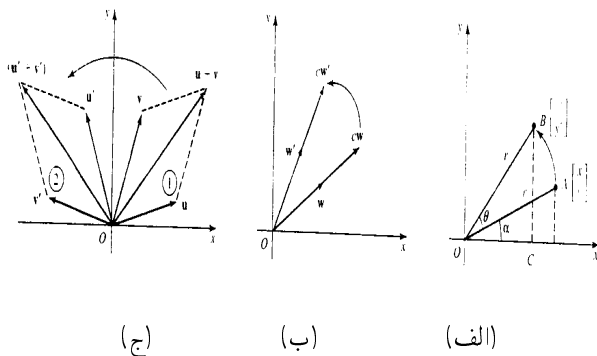 y
(u' - v')
u - v
u'
v
2
1
v'
u
O
x
y
cw'
cw
w'
w
O
x
y
B
y'
A
x
r
r
θ
α
O
C
x
(ج)
(ب)
(الف)